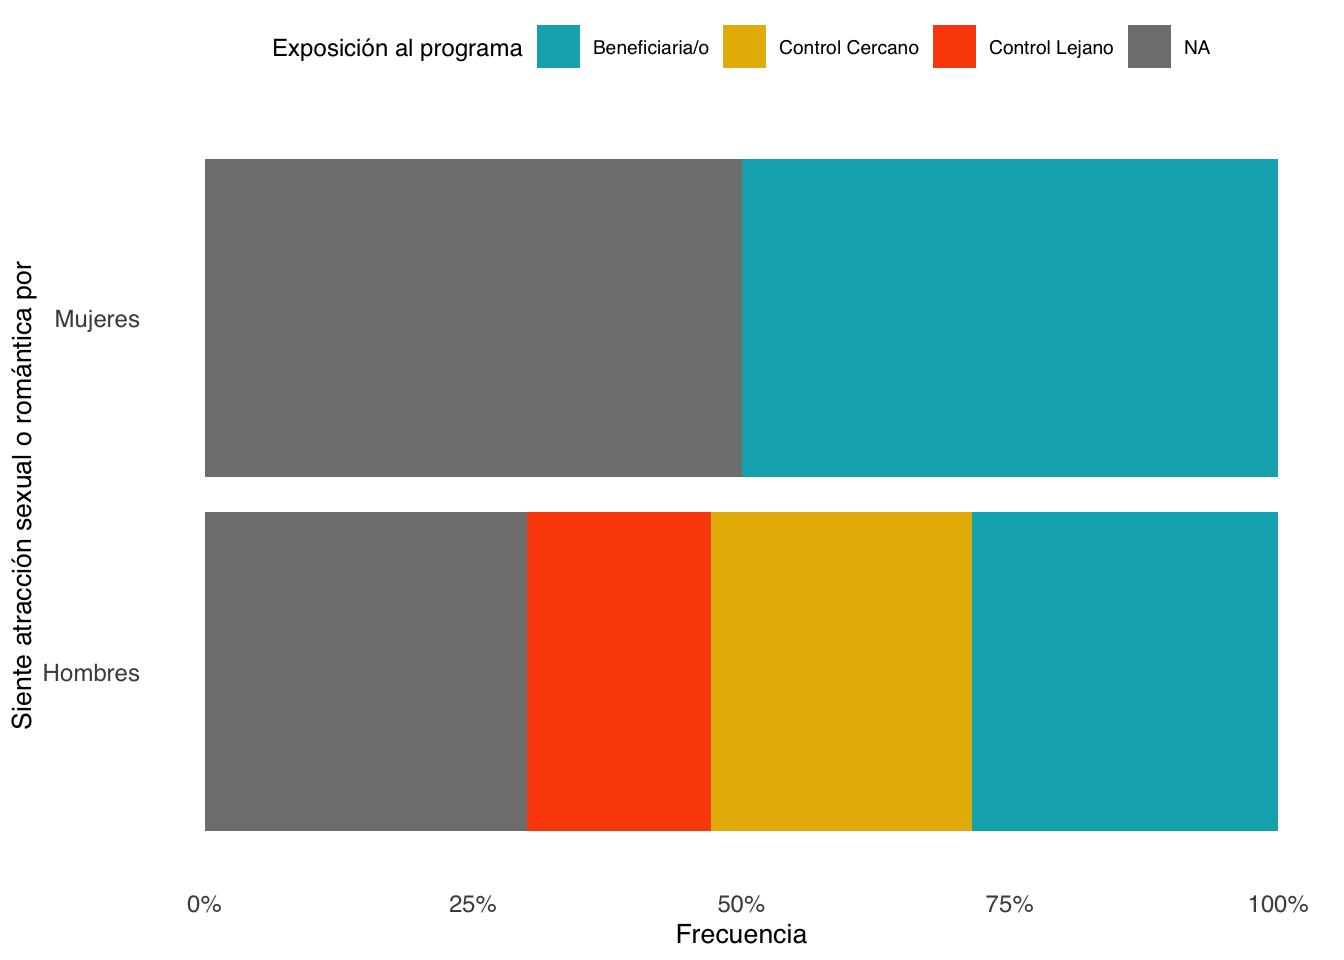 Exposición al programa Beneficiaria/o Control Cercano Control Lejano NA
Siente atracción sexual o romántica por
Mujeres
Hombres
0% 25% 50% 75% 100%
Frecuencia